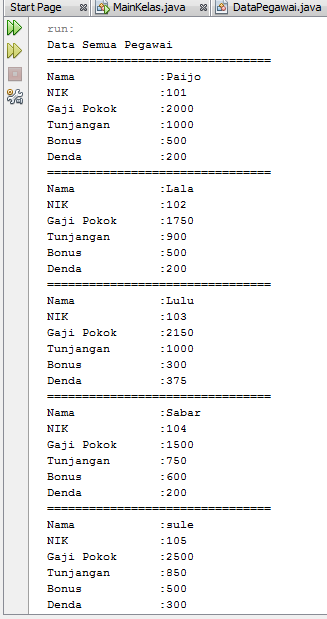 Start Page MainKelas.java DataPegawai.java
run:
Data Semua Pegawai
================================
Nama :Paijo
NIK :101
Gaji Pokok :2000
Tunjangan :1000
Bonus :500
Denda :200
================================
Nama :Lala
NIK :102
Gaji Pokok :1750
Tunjangan :900
Bonus :500
Denda :200
================================
Nama :Lulu
NIK :103
Gaji Pokok :2150
Tunjangan :1000
Bonus :300
Denda :375
================================
Nama :Sabar
NIK :104
Gaji Pokok :1500
Tunjangan :750
Bonus :600
Denda :200
================================
Nama :sule
NIK :105
Gaji Pokok :2500
Tunjangan :850
Bonus :500
Denda :300